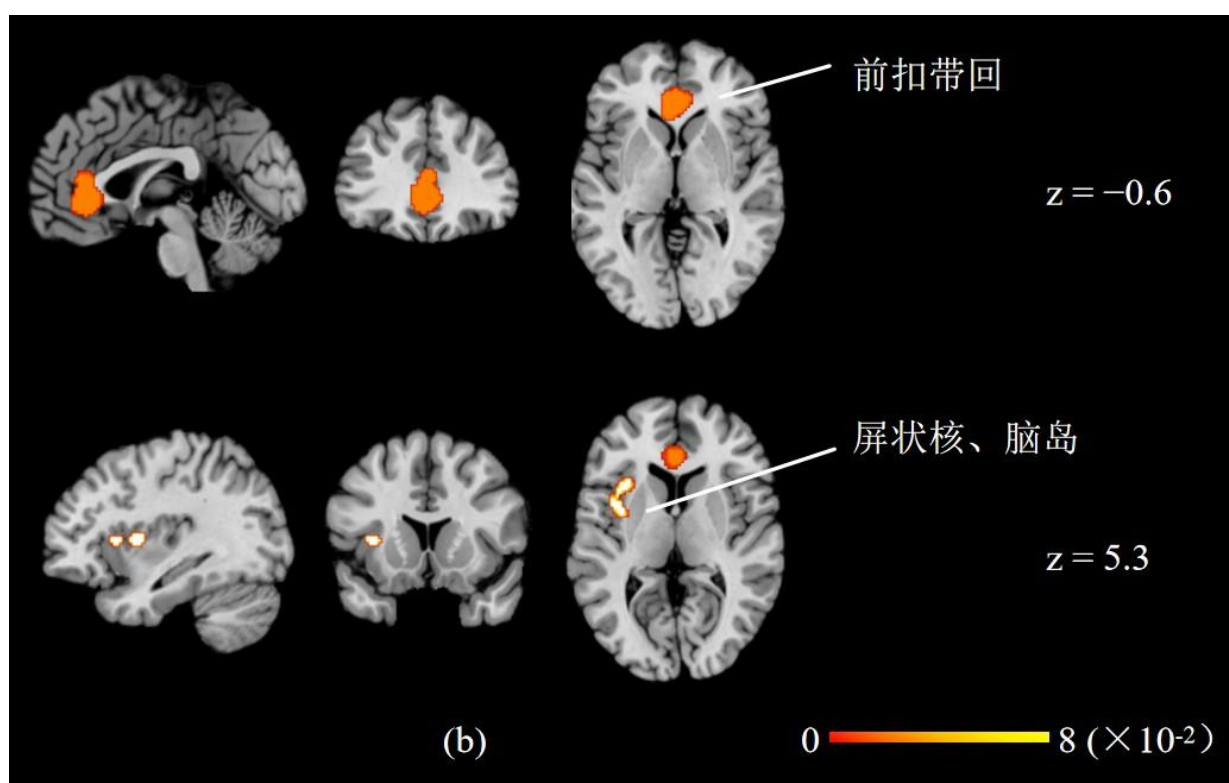 前扣带回
z = −0.6
屏状核、脑岛
z = 5.3
(b)
0 8 (×10-2)